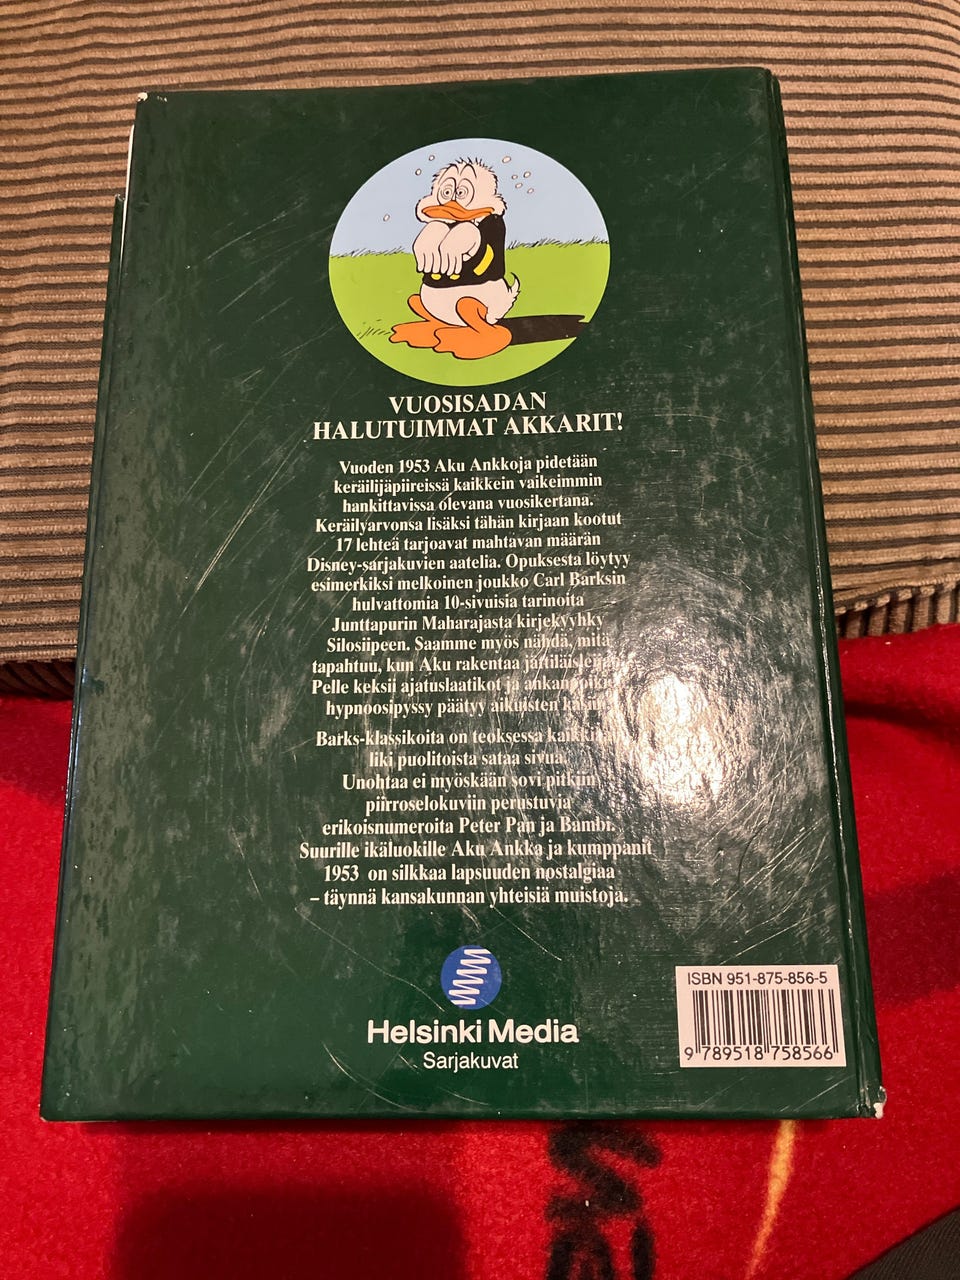 VUOSISADAN
HALUTUIMMAT AKKARIT!
Vuoden 1953 Aku Ankkoja pidetään
keräilijäpiireissä kaikkein vaikeimmin
hankittavissa olevana vuosikertana.
Keräilyarvonsa lisäksi tähän kirjaan kootut
17 lehteä tarjoavat mahtavan määrän
Disney-sarjakuvien aatelia. Opuksesta löytyy
esimerkiksi melkoinen joukko Carl Barksin
hulvattomia 10-sivuisia tarinoita
Junttapurin Maharajasta kirjekyyhky
Silosiipeen. Saamme myös nähdä, mitä
tapahtuu, kun Aku rakentaa
Pelle keksii ajatuslaatikot ja
hypnoosipyssy päätyy aikuisten
Barks-klassikoita on teoksessa
liki puolitoista sataa sivua.
Unohtaa ei myöskään sovi pitkiin
piirroselokuviin perustuvia
erikoisnumeroita Peter Pan ja Bambi.
Suurille ikäluokille Aku Ankka ja kumppanit
1953 on silkkaa lapsuuden nostalgiaa
– täynnä kansakunnan yhteisiä muistoja.
Helsinki Media
Sarjakuvat
ISBN 951-875-856-5
9 789518 758566